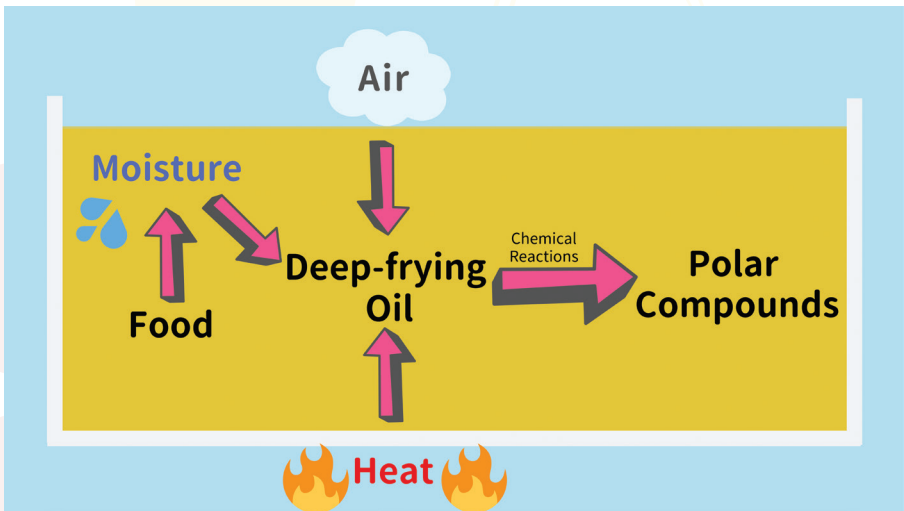 Air
Moisture
Food
Deep-frying
Oil
Chemical
Reactions
Polar
Compounds
Heat